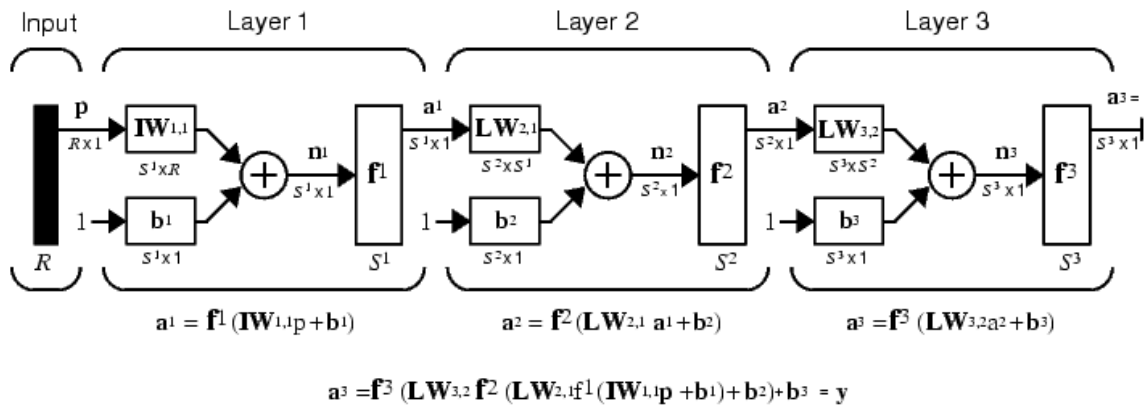 Input Layer 1 Layer 2 Layer 3
p a1 a2 a3 =
IW1,1 LW2,1 LW3,2
R x 1 n1 S1 x 1 n2 S2 x 1 n3 S3 x 1
S1 x R f1 S2 x S1 f2 S3 x S2 f3
S1 x 1 S2 x 1 S3 x 1
1 b1 1 b2 1 b3
R S1 x 1 S1 S2 x 1 S2 S3 x 1 S3
a1 = f1 (IW1,1p + b1) a2 = f2 (LW2,1 a1 + b2) a3 = f3 (LW3,2a2 + b3)
a3 = f3 (LW3,2 f2 (LW2,1f1 (IW1,1p + b1) + b2) + b3 = y